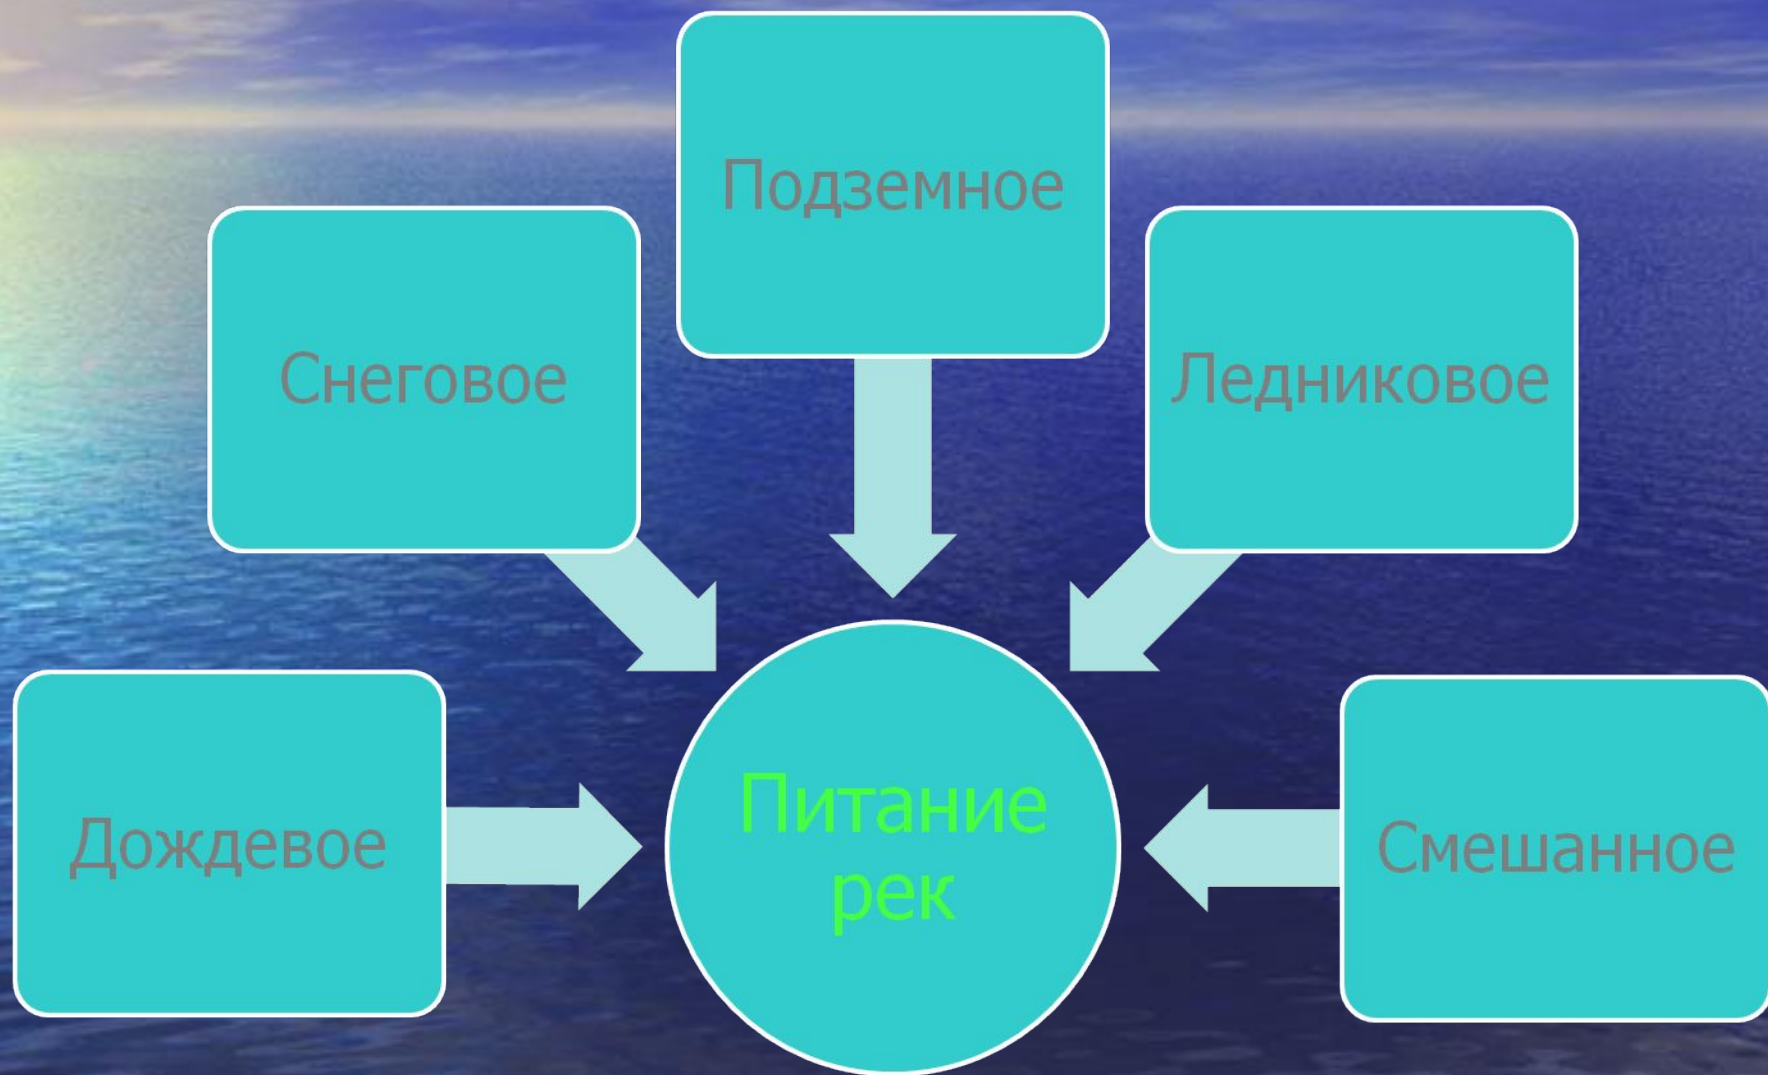 Подземное
Снеговое
Ледниковое
Дождевое
Питание
рек
Смешанное